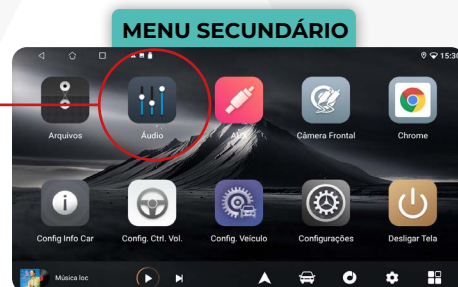 MENU SECUNDÁRIO
15:30
Arquivos
Áudio
AUX
Câmera Frontal
Chrome
Config Info Car
Config. Ctrl. Vol.
Config. Veículo
Configurações
Desligar Tela
Música loc